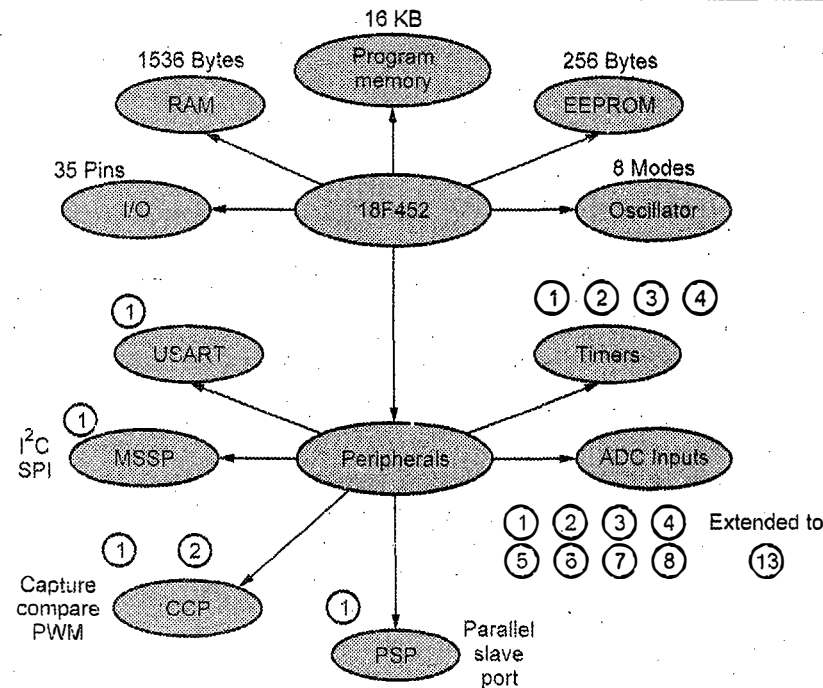 16 KB
Program
memory
1536 Bytes
RAM
256 Bytes
EEPROM
35 Pins
I/O
18F452
8 Modes
Oscillator
1
USART
1 2 3 4
Timers
1
I²C
SPI
MSSP
Peripherals
ADC Inputs
1 2 3 4 Extended to
5 6 7 8 13
1 2
Capture
compare
PWM
CCP
1
PSP
Parallel
slave
port